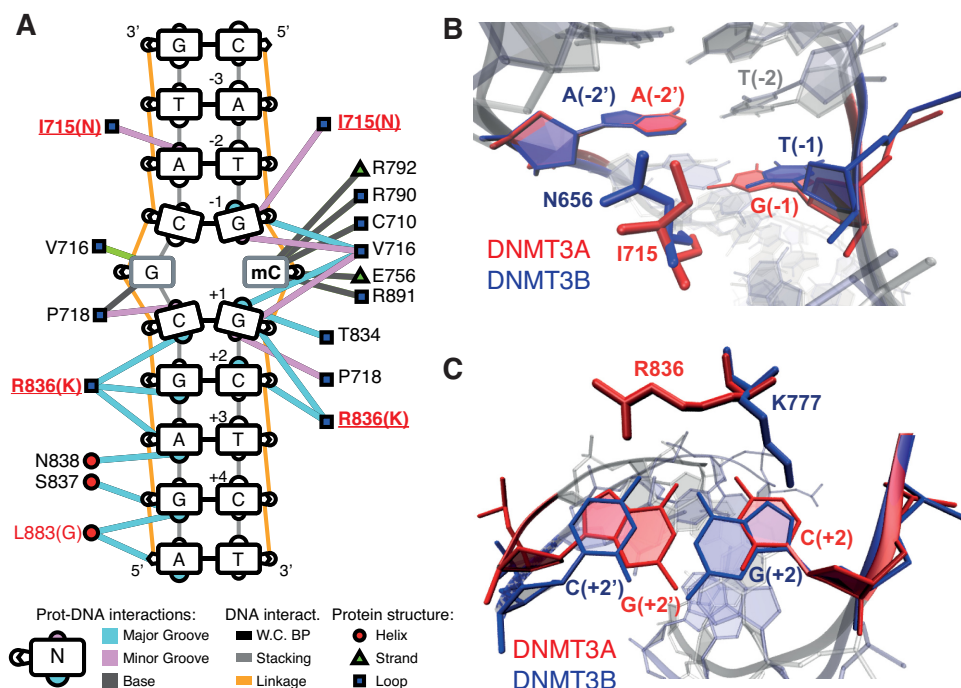 A
3' G C 5'
-3
T A
I715(N) I715(N)
-2
A T
R792
R790
-1
C G
C710
V716 V716
G mC
E756
R891
P718
+1
C G
T834
+2
G C
P718
R836(K) R836(K)
+3
A T
N838
S837
+4
G C
L883(G)
A T
5' 3'
Prot-DNA interactions:
N
Major Groove
Minor Groove
Base
DNA interact.
W.C. BP
Stacking
Linkage
Protein structure:
Helix
Strand
Loop
B
T(-2)
A(-2') A(-2')
T(-1)
N656
G(-1)
DNMT3A I715
DNMT3B
C
R836
K777
C(+2)
C(+2') G(+2)
G(+2')
DNMT3A
DNMT3B